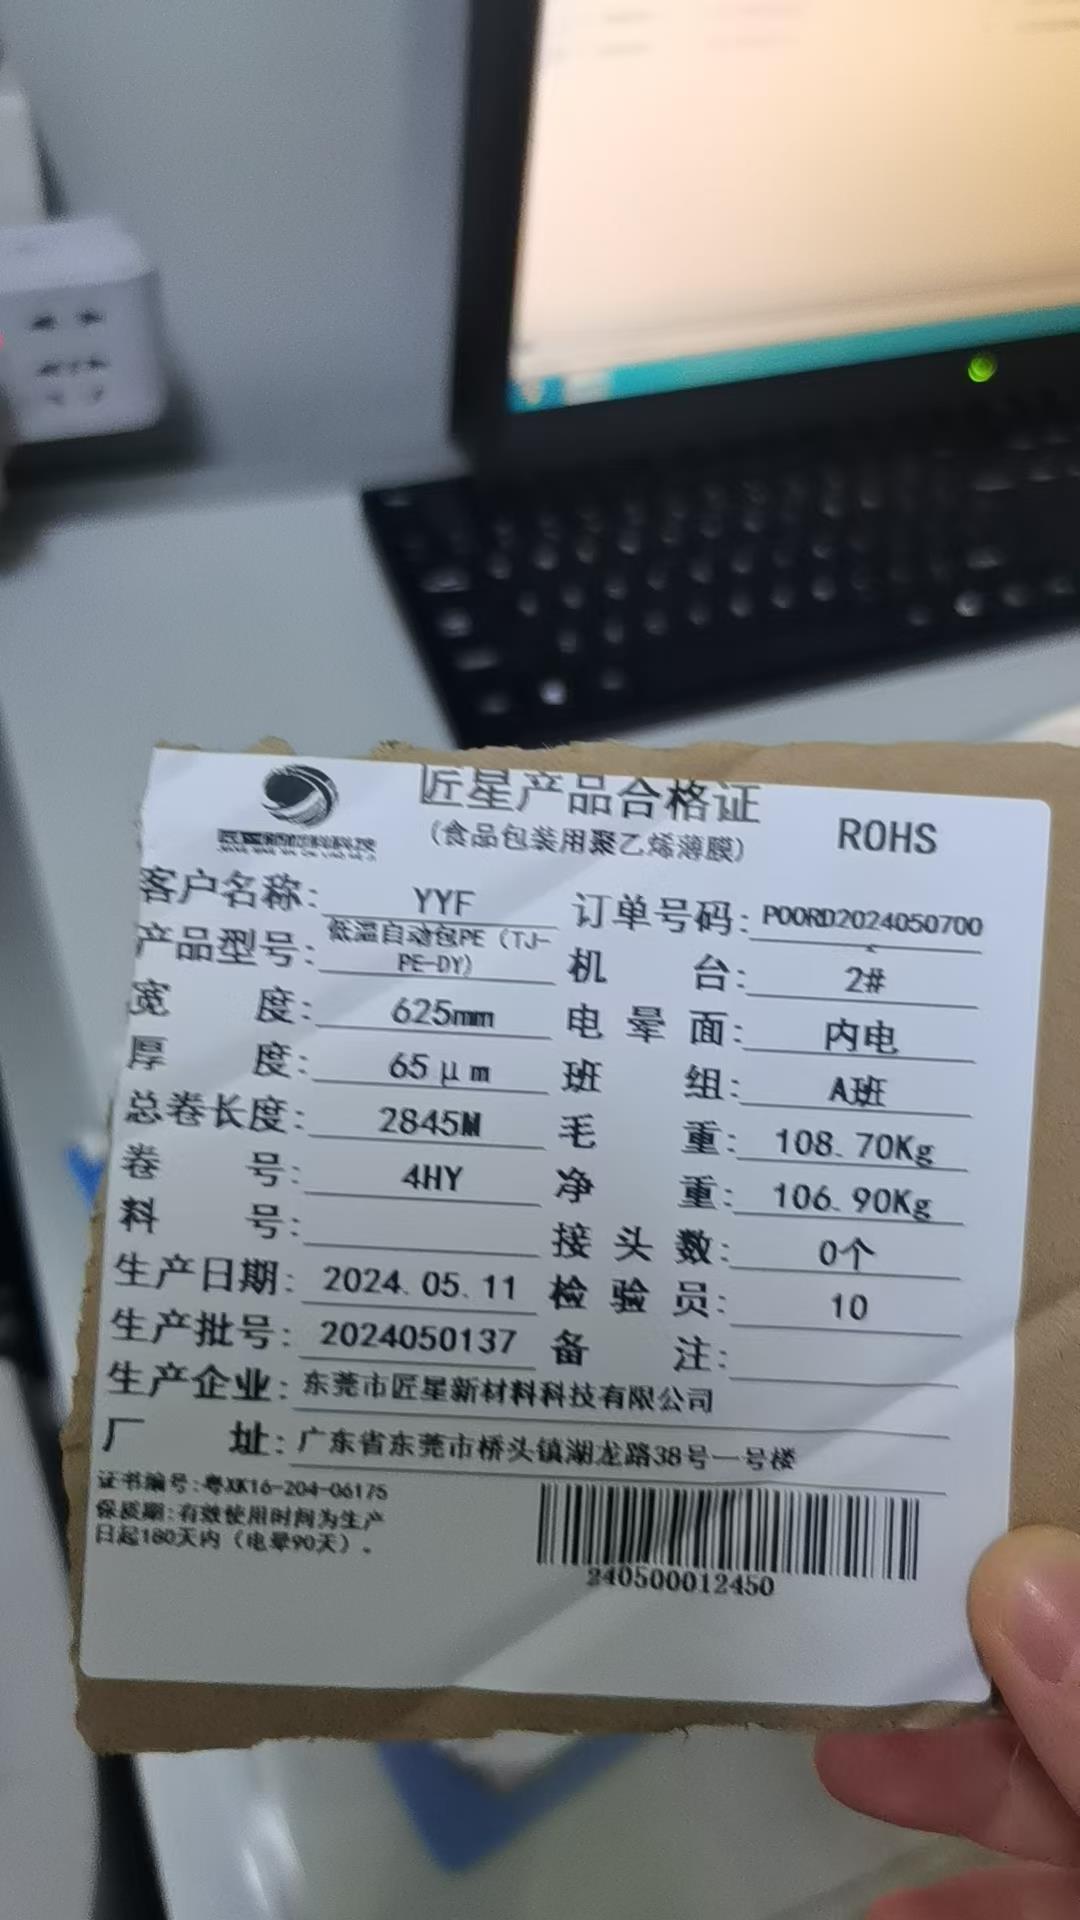 匠星产品合格证
(食品包装用聚乙烯薄膜)
ROHS
客户名称: YYF 订单号码: POORD2024050700
产品型号: 低温自动包PE (TJ-
PE-DY) 机 台: 2#
宽 度: 625mm 电晕面: 内电
厚 度: 65μm 班 组: A班
总卷长度: 2845M 毛 重: 108.70Kg
卷 号: 4HY 净 重: 106.90Kg
料 号: 接头数: 0个
生产日期: 2024.05.11 检验员: 10
生产批号: 2024050137 备 注:
生产企业: 东莞市匠星新材料科技有限公司
厂 址: 广东省东莞市桥头镇湖龙路38号一号楼
证书编号:粤XK16-204-06175
保质期:有效使用时间为生产
日起180天内(电晕90天)。
240500012450